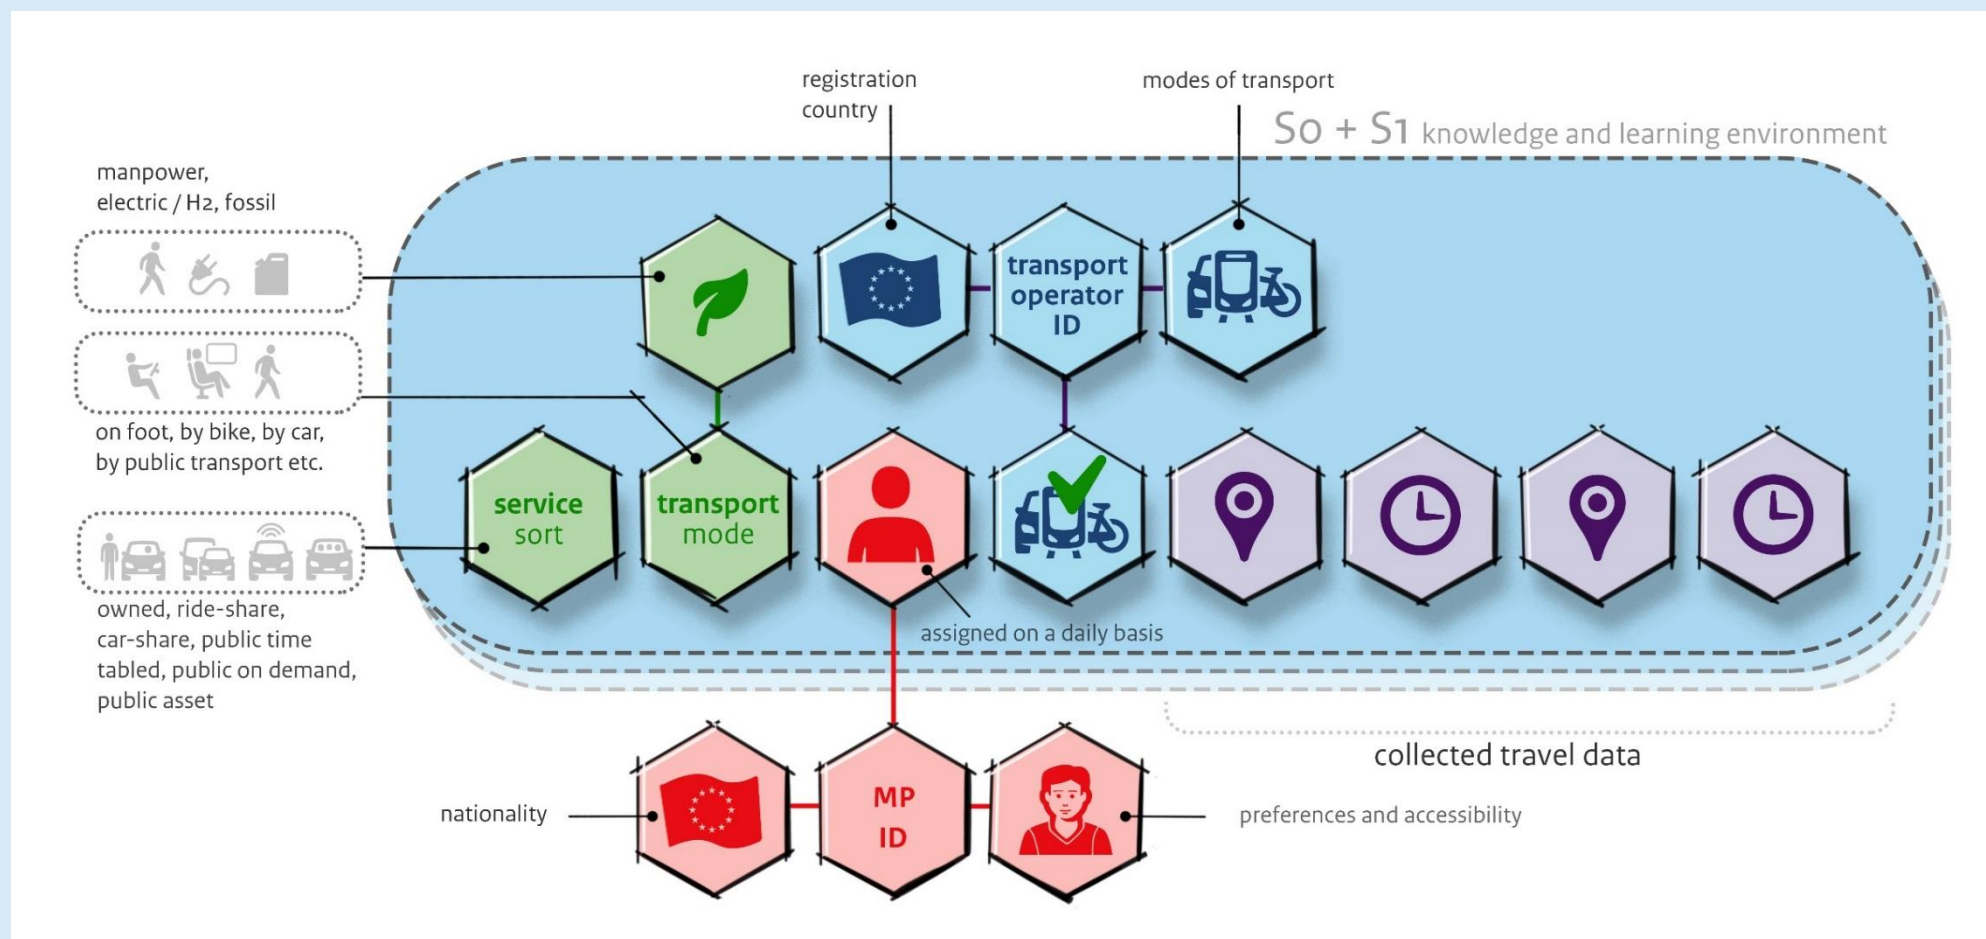 registration
country
modes of transport
So + S1 knowledge and learning environment
manpower,
electric / H2, fossil
transport
operator
ID
on foot, by bike, by car,
by public transport etc.
service
sort
transport
mode
owned, ride-share,
car-share, public time
tabled, public on demand,
public asset
assigned on a daily basis
collected travel data
nationality
MP
ID
preferences and accessibility